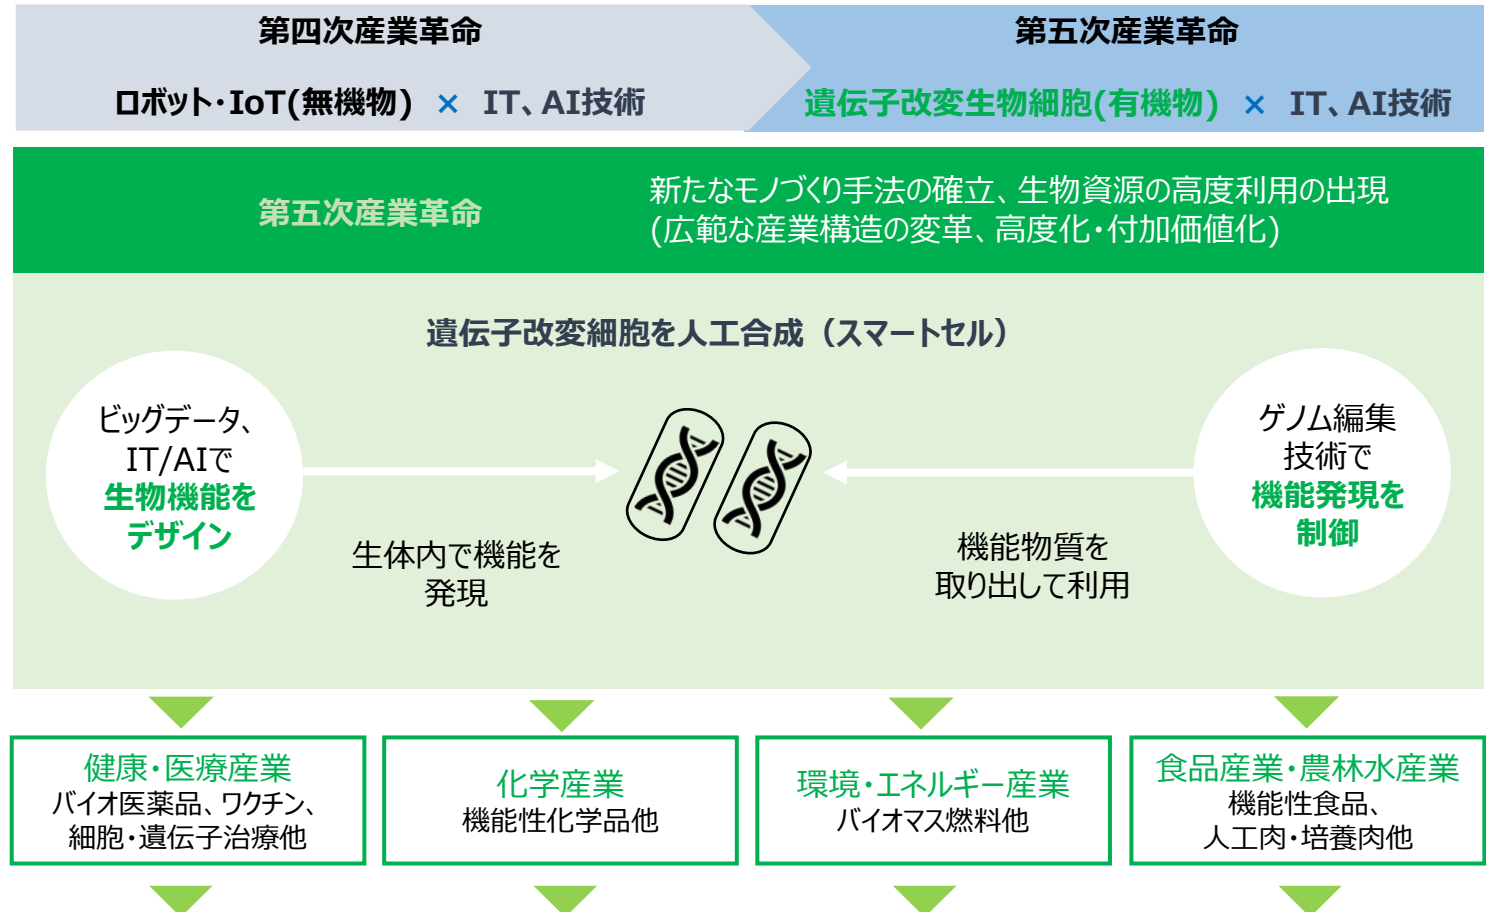 第四次産業革命
ロボット・IoT(無機物) × IT、AI技術
第五次産業革命
遺伝子改変生物細胞(有機物) × IT、AI技術
第五次産業革命
新たなモノづくり手法の確立、生物資源の高度利用の出現
(広範な産業構造の変革、高度化・付加価値化)
遺伝子改変細胞を人工合成（スマートセル）
ビッグデータ、
IT/AIで
生物機能を
デザイン
生体内で機能を
発現
機能物質を
取り出して利用
ゲノム編集
技術で
機能発現を
制御
健康・医療産業
バイオ医薬品、ワクチン、
細胞・遺伝子治療他
化学産業
機能性化学品他
環境・エネルギー産業
バイオマス燃料他
食品産業・農林水産業
機能性食品、
人工肉・培養肉他